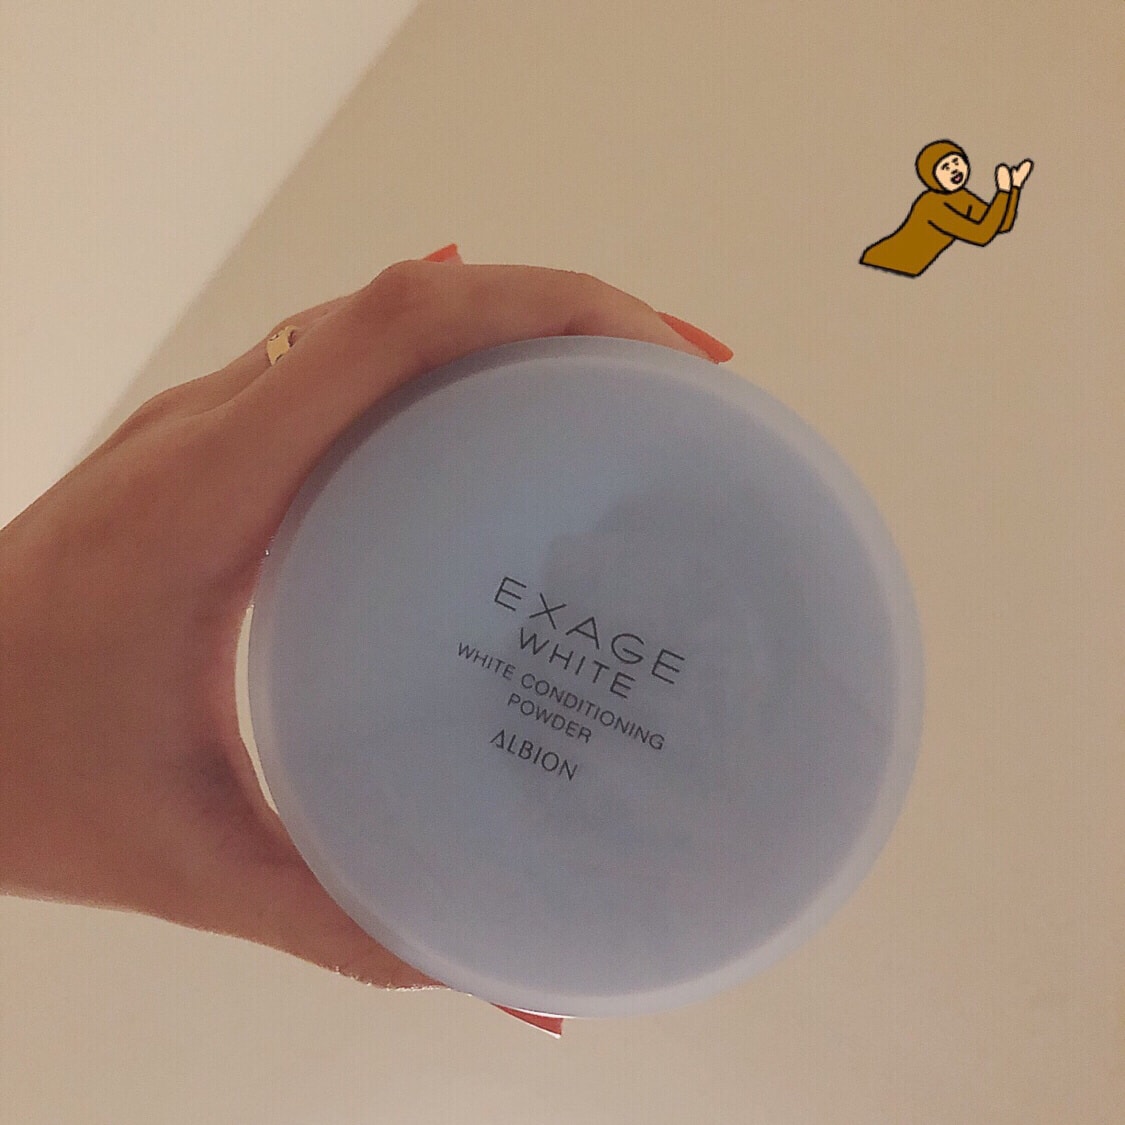 EXAGE
WHITE
WHITE CONDITIONING
POWDER
ALBION